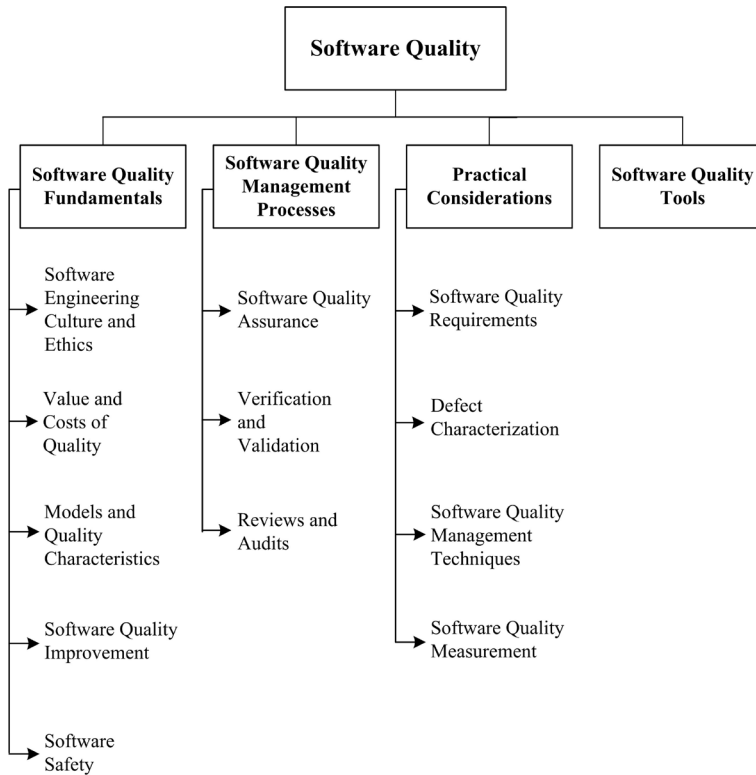 Software Quality
Software Quality
Fundamentals
Software
Engineering
Culture and
Ethics
Value and
Costs of
Quality
Models and
Quality
Characteristics
Software Quality
Improvement
Software
Safety
Software Quality
Management
Processes
Software Quality
Assurance
Verification
and
Validation
Reviews and
Audits
Practical
Considerations
Software Quality
Requirements
Defect
Characterization
Software Quality
Management
Techniques
Software Quality
Measurement
Software Quality
Tools